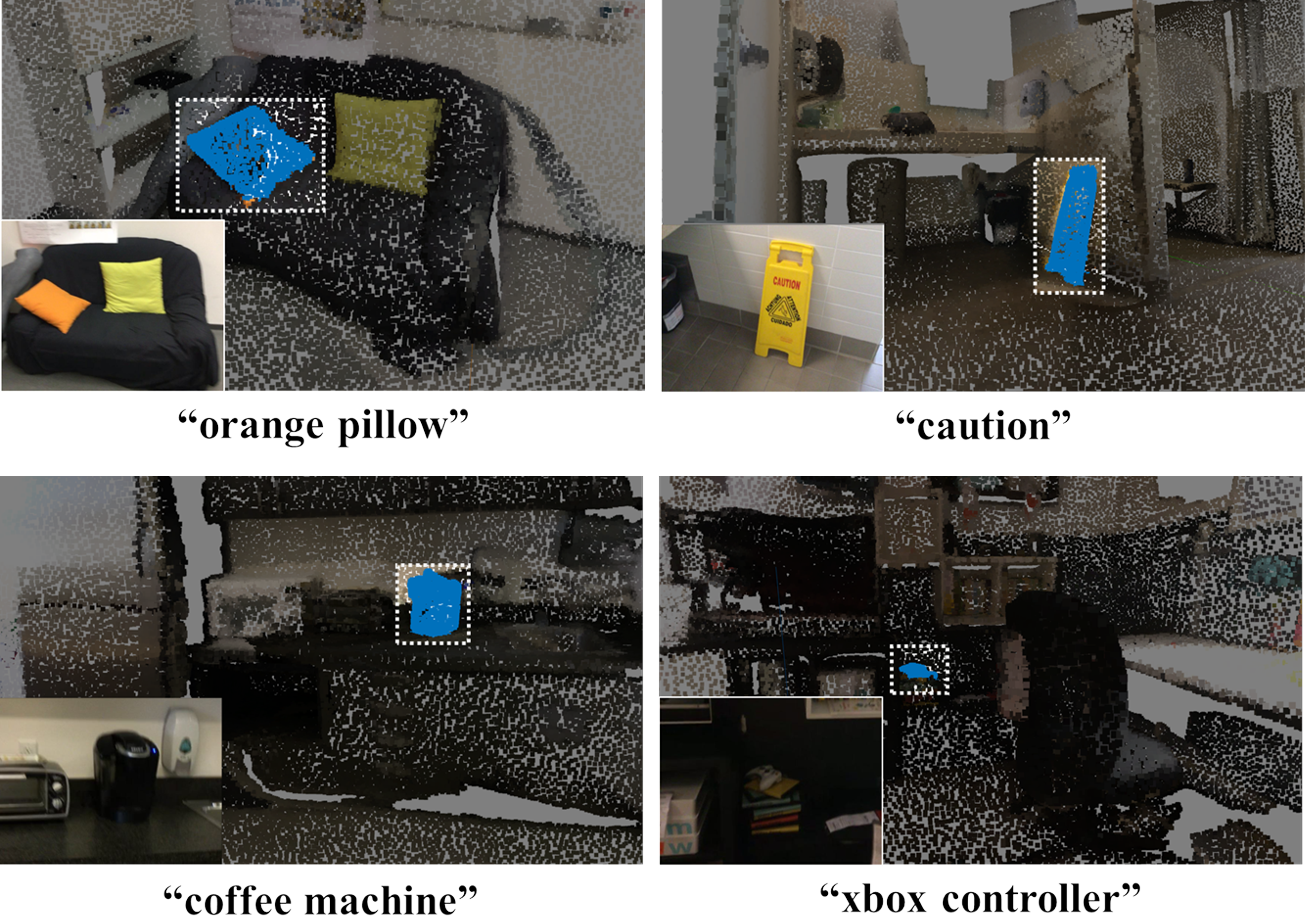 “orange pillow”
CAUTION
CUIDADO
“caution”
“coffee machine”
“xbox controller”